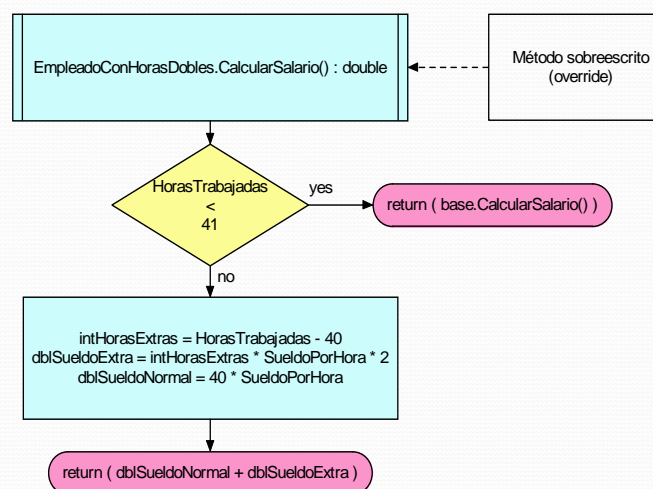 EmpleadoConHorasDobles.CalcularSalario() : double
Método sobreescrito
(override)
HorasTrabajadas
<
41
yes
return ( base.CalcularSalario() )
no
intHorasExtras = HorasTrabajadas - 40
dblSueldoExtra = intHorasExtras * SueldoPorHora * 2
dblSueldoNormal = 40 * SueldoPorHora
return ( dblSueldoNormal + dblSueldoExtra )